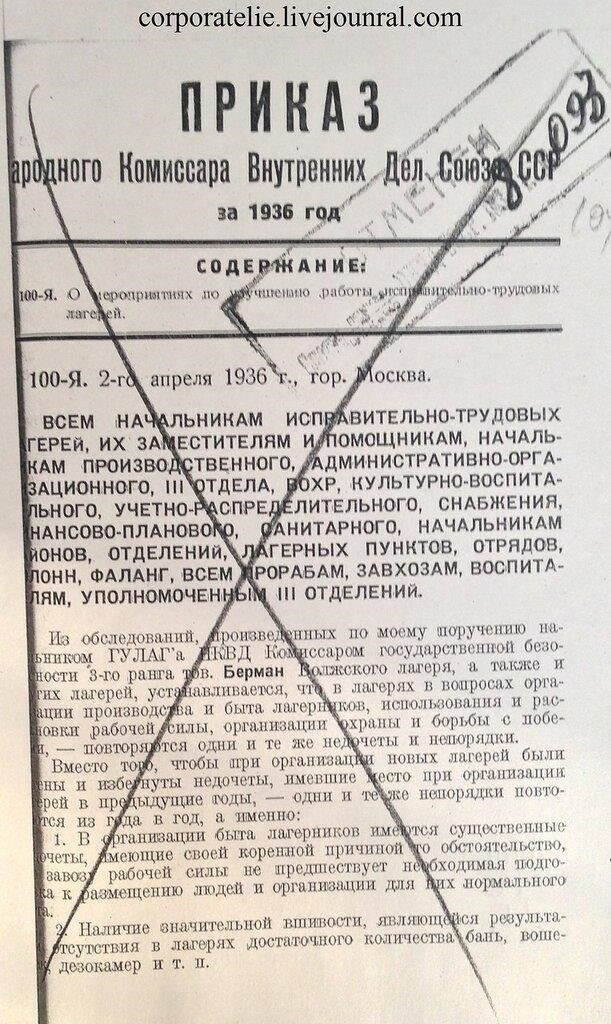 corporatelie.livejounral.com
ПРИКАЗ
ародного Комиссара Внутренних Дел Союза ССР
за 1936 год
ОТМЕНЕН
093
СОДЕРЖАНИЕ:
100-Я. О мероприятиях по улучшению работы исправительно-трудовых
лагерей.
100-Я. 2-го апреля 1936 г., гор. Москва.
ВСЕМ НАЧАЛЬНИКАМ ИСПРАВИТЕЛЬНО-ТРУДОВЫХ
ГЕРЕЙ, ИХ ЗАМЕСТИТЕЛЯМ И ПОМОЩНИКАМ, НАЧАЛЬ-
КАМ ПРОИЗВОДСТВЕННОГО, АДМИНИСТРАТИВНО-ОРГА-
ЗАЦИОННОГО, III ОТДЕЛА, ВОХР, КУЛЬТУРНО-ВОСПИТА-
ЛЬНОГО, УЧЕТНО-РАСПРЕДЕЛИТЕЛЬНОГО, СНАБЖЕНИЯ,
НАНСОВО-ПЛАНОВОГО, САНИТАРНОГО, НАЧАЛЬНИКАМ
ЙОНОВ, ОТДЕЛЕНИЙ, ЛАГЕРНЫХ ПУНКТОВ, ОТРЯДОВ,
ЛОНН, ФАЛАНГ, ВСЕМ ПРОРАБАМ, ЗАВХОЗАМ, ВОСПИТА-
ЛЯМ, УПОЛНОМОЧЕННЫМ III ОТДЕЛЕНИЙ.
Из обследований, произведенных по моему поручению на-
ьником ГУЛАГ'а НКВД Комиссаром государственной безо-
ности 3-го ранга тов. Берман Волжского лагеря, а также и
гих лагерей, устанавливается, что в лагерях в вопросах орга-
ации производства и быта лагерников, использования и рас-
новки рабочей силы, организации охраны и борьбы с побе-
и, — повторяются одни и те же недочеты и непорядки.
Вместо того, чтобы при организации новых лагерей были
ены и избегнуты недочеты, имевшие место при организации
ерей в предыдущие годы, — одни и те же непорядки повто-
тся из года в год, а именно:
1. В организации быта лагерников имеются существенные
очеты, имеющие своей коренной причиной то обстоятельство,
завозу рабочей силы не предшествует необходимая подго-
ка к размещению людей и организации для них нормального
а.
2. Наличие значительной вшивости, являющейся результа-
отсутствия в лагерях достаточного количества бань, воше-
, дезокамер и т. п.